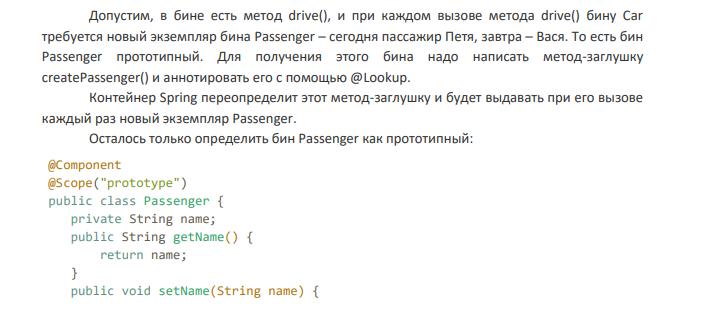 Допустим, в бине есть метод drive(), и при каждом вызове метода drive() бину Car
требуется новый экземпляр бина Passenger – сегодня пассажир Петя, завтра – Вася. То есть бин
Passenger прототипный. Для получения этого бина надо написать метод-заглушку
createPassenger() и аннотировать его с помощью @Lookup.
Контейнер Spring переопределит этот метод-заглушку и будет выдавать при его вызове
каждый раз новый экземпляр Passenger.
Осталось только определить бин Passenger как прототипный:
@Component
@Scope("prototype")
public class Passenger {
private String name;
public String getName() {
return name;
}
public void setName(String name) {